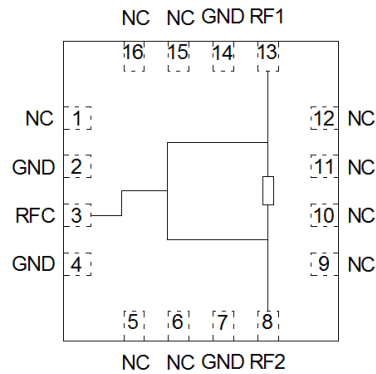 NC NC GND RF1
16 15 14 13
NC 1 12 NC
GND 2 11 NC
RFC 3 10 NC
GND 4 9 NC
5 6 7 8
NC NC GND RF2